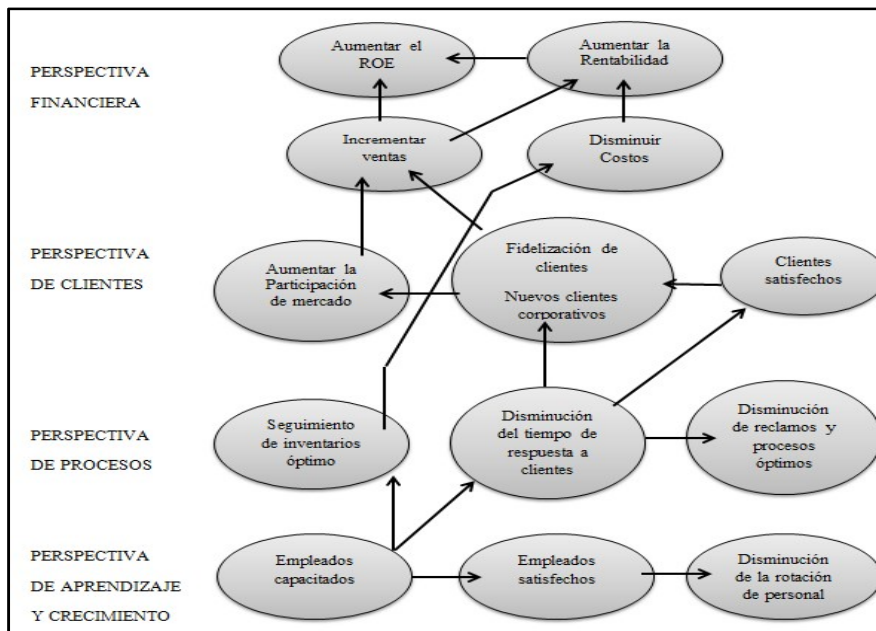 PERSPECTIVA
FINANCIERA
Aumentar el
ROE
Aumentar la
Rentabilidad
Incrementar
ventas
Disminuir
Costos
PERSPECTIVA
DE CLIENTES
Aumentar la
Participación
de mercado
Fidelización de
clientes
Nuevos clientes
corporativos
Clientes
satisfechos
PERSPECTIVA
DE PROCESOS
Seguimiento
de inventarios
óptimo
Disminución
del tiempo de
respuesta a
clientes
Disminución
de reclamos y
procesos
óptimos
PERSPECTIVA
DE APRENDIZAJE
Y CRECIMIENTO
Empleados
capacitados
Empleados
satisfechos
Disminución
de la rotación
de personal